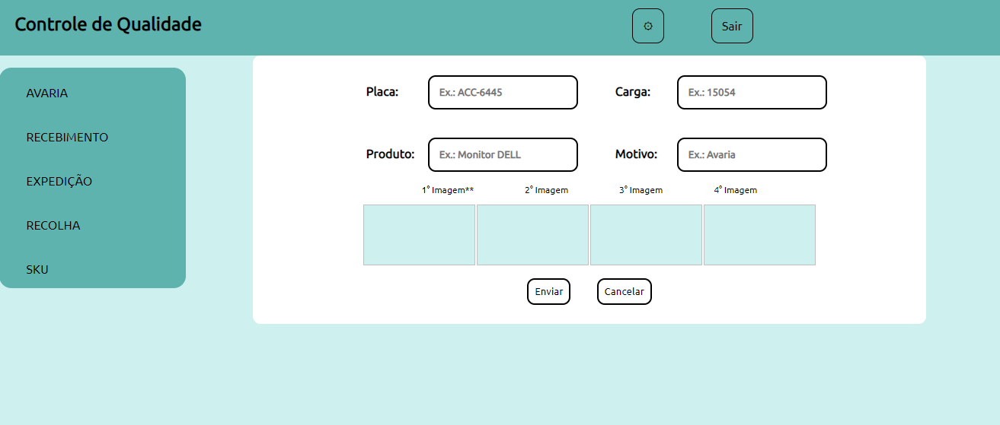 Controle de Qualidade
⚙ Sair
AVARIA
RECEBIMENTO
EXPEDIÇÃO
RECOLHA
SKU
Placa: Ex.: ACC-6445 Carga: Ex.: 15054
Produto: Ex.: Monitor DELL Motivo: Ex.: Avaria
1° Imagem** 2° Imagem 3° Imagem 4° Imagem
Enviar Cancelar